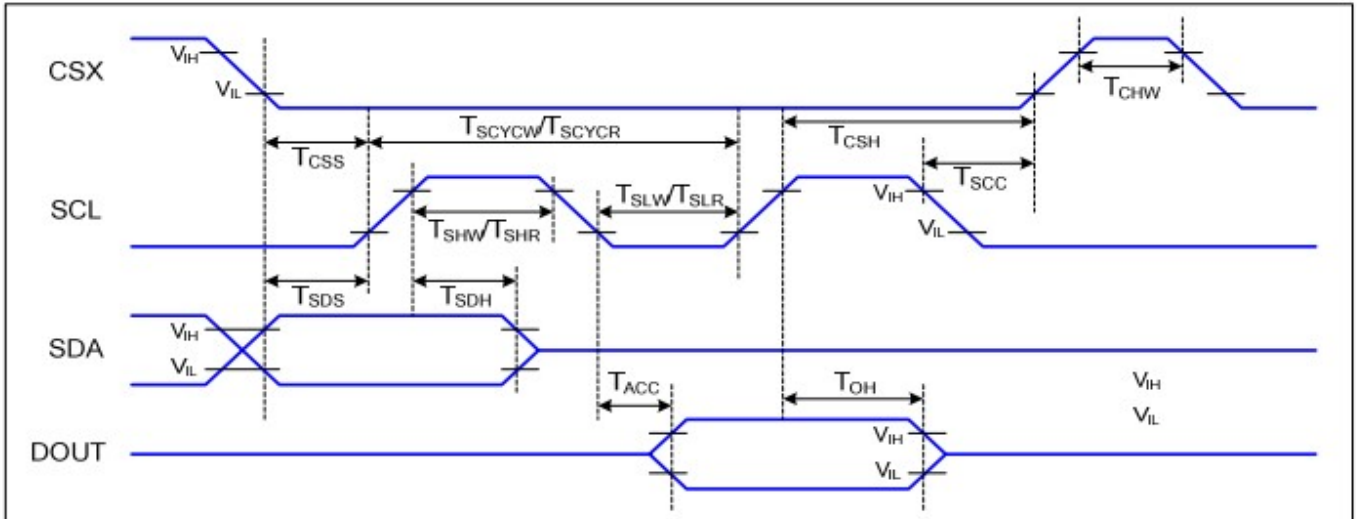 CSX
VIH
VIL
TCHW
TCSS
TSCYCW/TSCYCR
TCSH
TSCC
SCL
TSHW/TSHR
TSLW/TSLR
VIH
VIL
TSDS
TSDH
SDA
VIH
VIL
TACC
TOH
VIH
VIL
DOUT
VIH
VIL